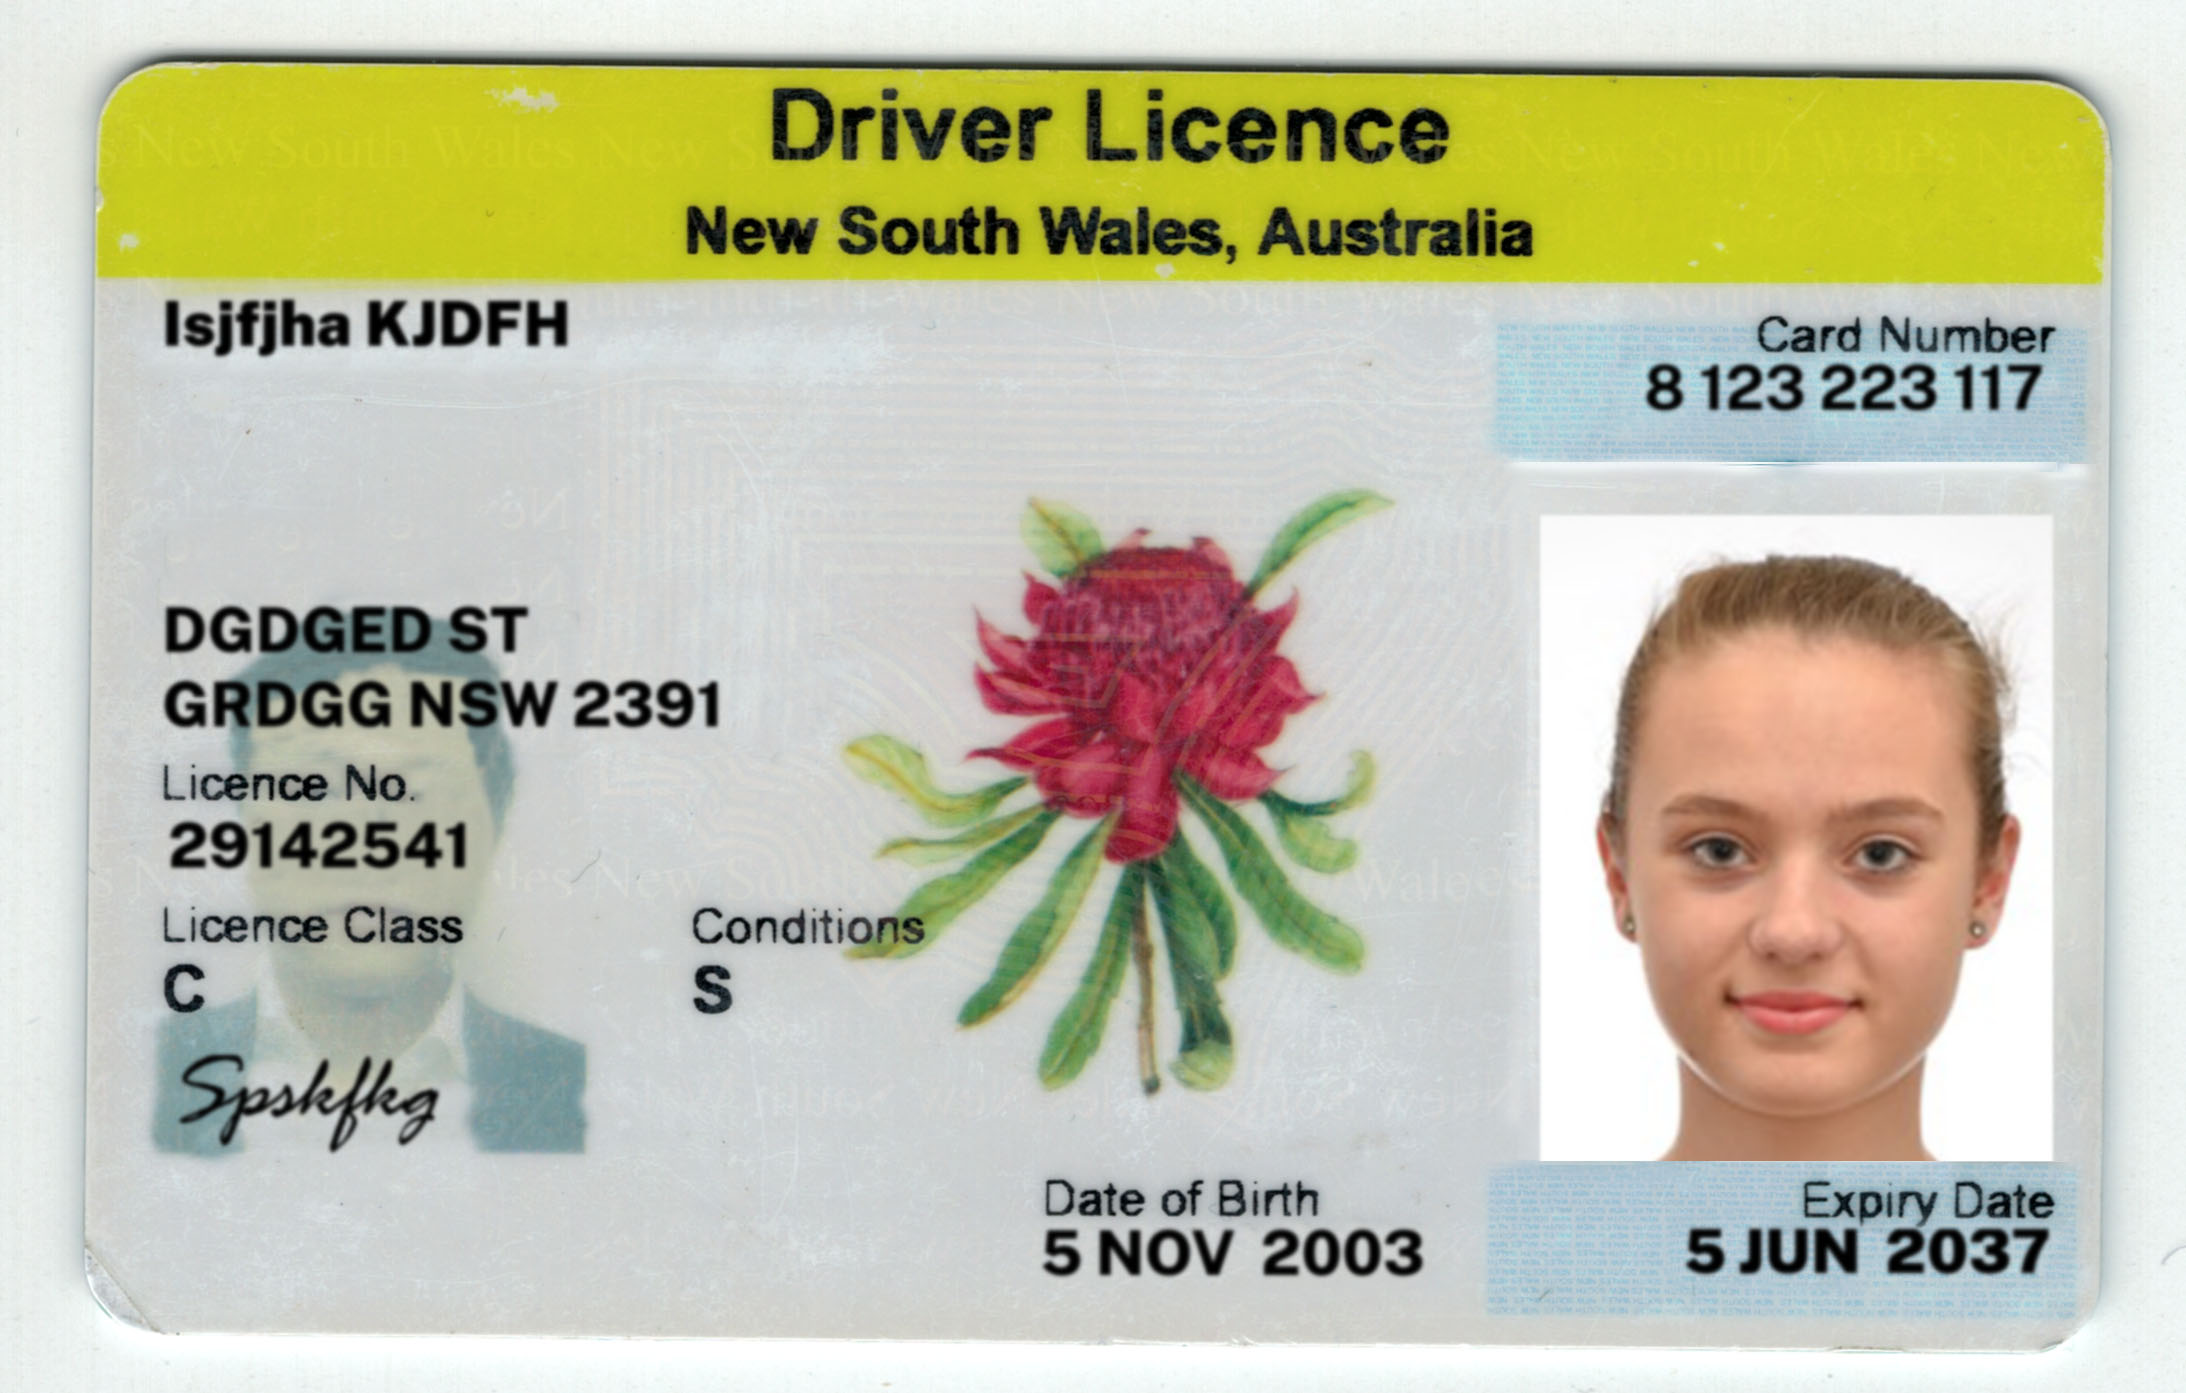 Driver Licence
New South Wales, Australia
Isjfjha KJDFH
Card Number
8 123 223 117
DGDGED ST
GRDGG NSW 2391
Licence No.
29142541
Licence Class
Conditions
C
S
Spskfkg
Date of Birth
5 NOV 2003
Expiry Date
5 JUN 2037